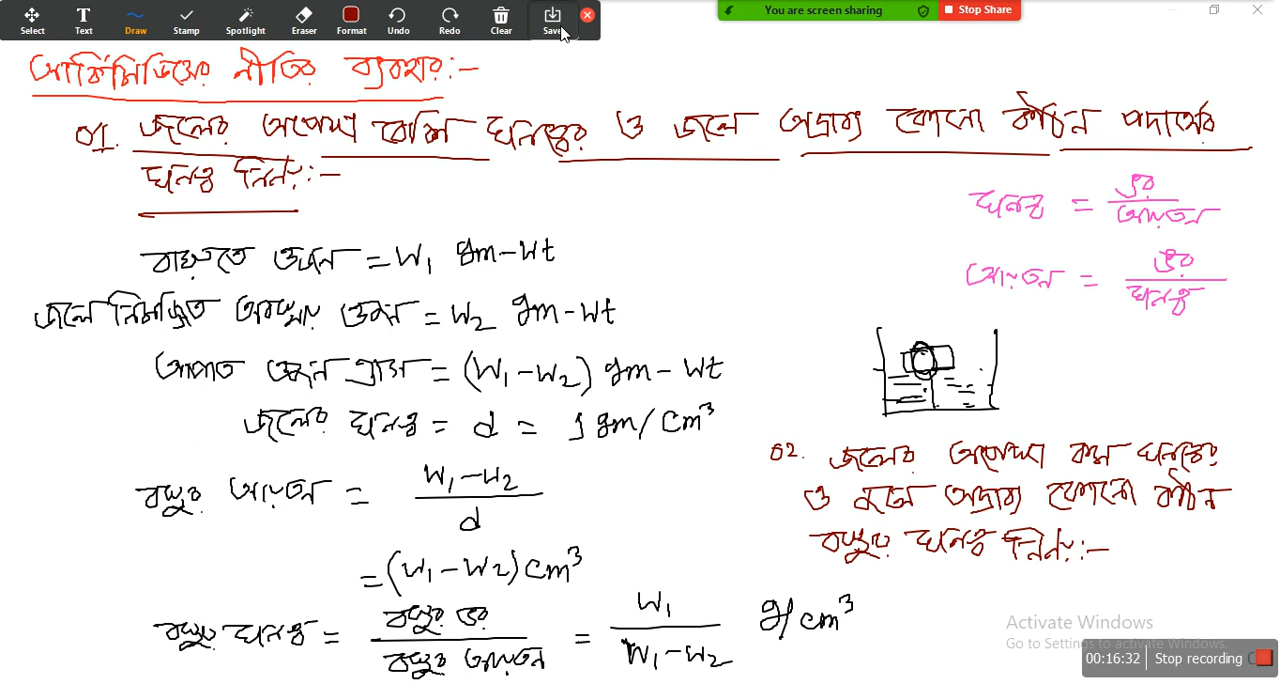 Select Text Draw Stamp Spotlight Eraser Format Undo Redo Clear Save
You are screen sharing Stop Share
আর্কিমিডিসের নীতির ব্যবহার:-
01. জলের অপেক্ষা বেশি ঘনত্বের ও জলে অদ্রাব্য কোনো কঠিন পদার্থের
ঘনত্ব নির্ণয়:-
ঘনত্ব = ভর / আয়তন
আয়তন = ভর / ঘনত্ব
বায়ুতে ওজন = W₁ gm-wt
জলে নিমজ্জিত অবস্থায় ওজন = W₂ gm-wt
আপাত ওজন হ্রাস = (W₁-W₂) gm-wt
জলের ঘনত্ব = d = 1 gm/cm³
বস্তুর আয়তন = W₁-W₂ / d
= (W₁-W₂) cm³
বস্তুর ঘনত্ব = বস্তুর ভর / বস্তুর আয়তন = W₁ / W₁-W₂ g/cm³
02. জলের অপেক্ষা কম ঘনত্বের
ও জলে অদ্রাব্য কোনো কঠিন
বস্তুর ঘনত্ব নির্ণয়:-
Activate Windows
Go to Settings to activate Windows.
00:16:32 Stop recording